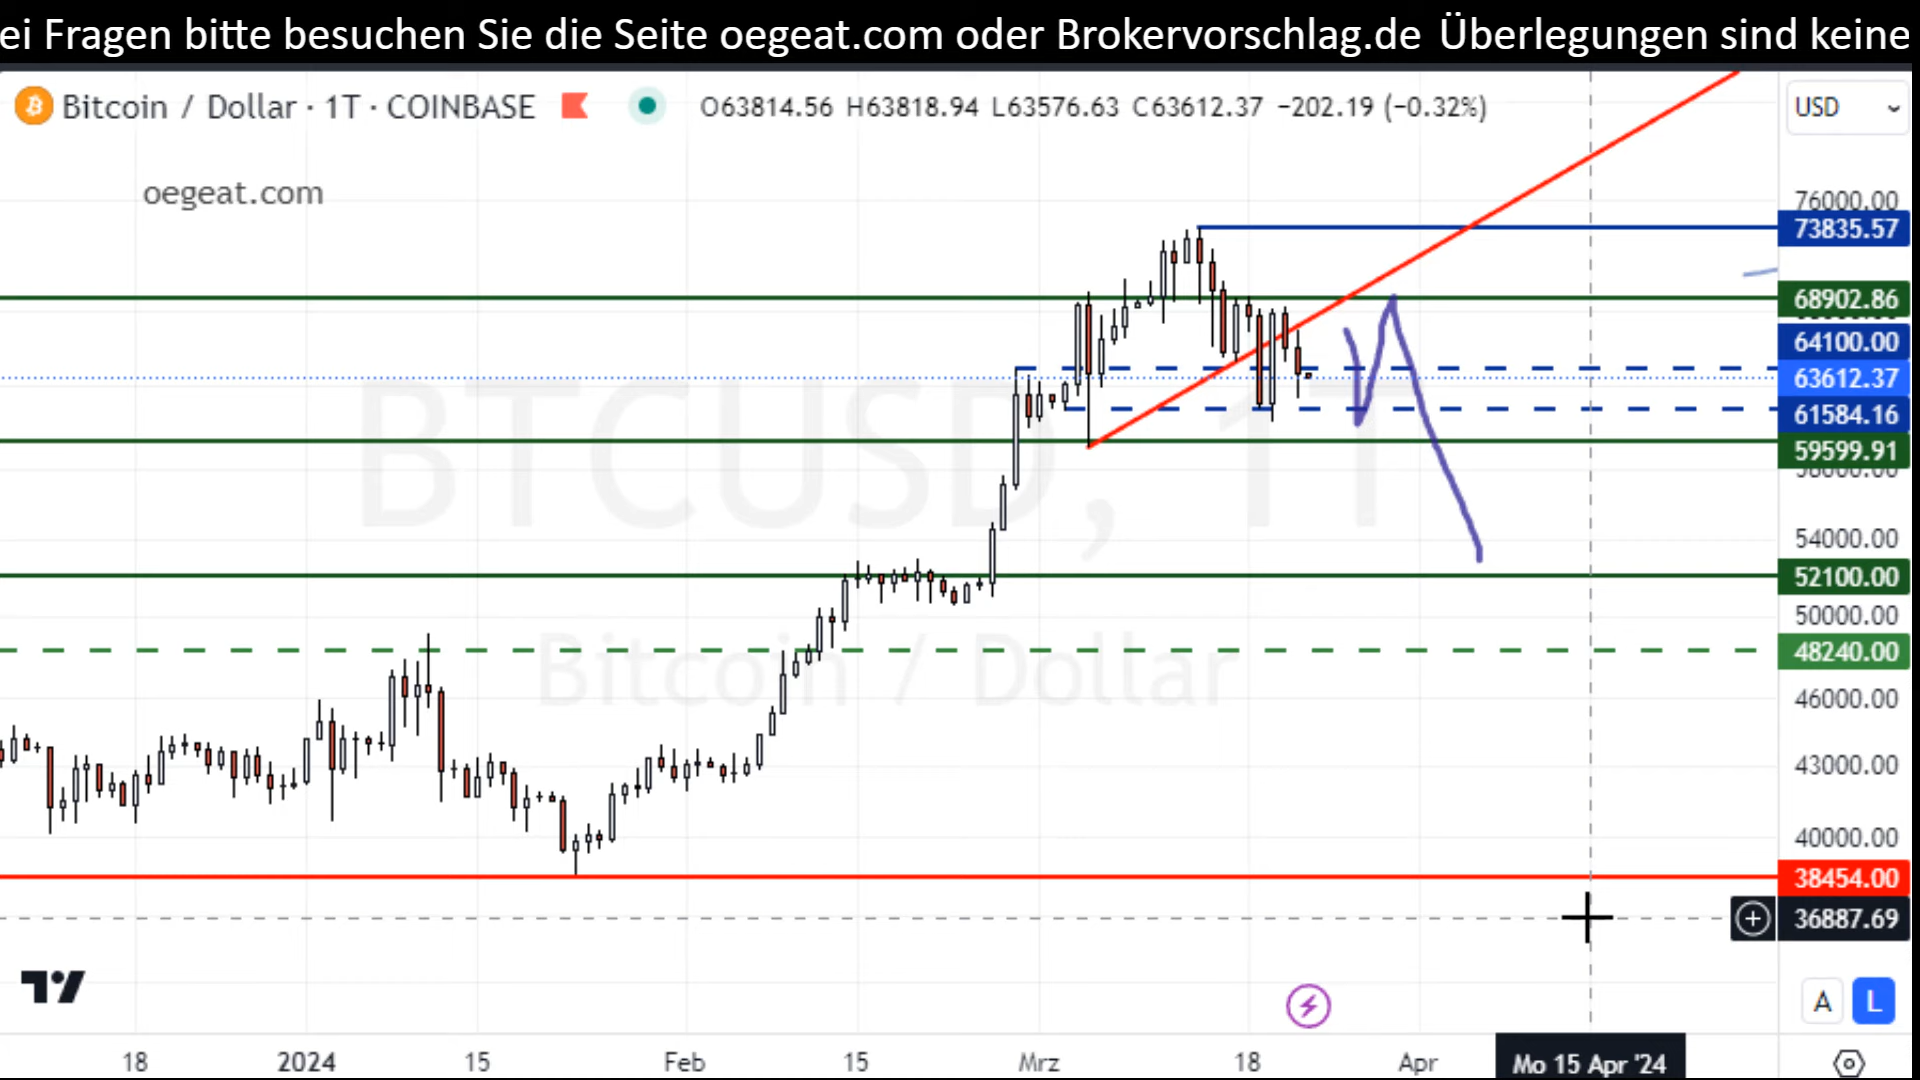 ei Fragen bitte besuchen Sie die Seite oegeat.com oder Brokervorschlag.de Überlegungen sind keine
Bitcoin / Dollar · 1T · COINBASE O63814.56 H63818.94 L63576.63 C63612.37 −202.19 (−0.32%)
USD
oegeat.com
76000.00
73835.57
68902.86
64100.00
63612.37
61584.16
59599.91
58000.00
54000.00
52100.00
50000.00
48240.00
46000.00
43000.00
40000.00
38454.00
36887.69
BTCUSD, 1T
Bitcoin / Dollar
A L
18 2024 15 Feb 15 Mrz 18 Apr Mo 15 Apr '24